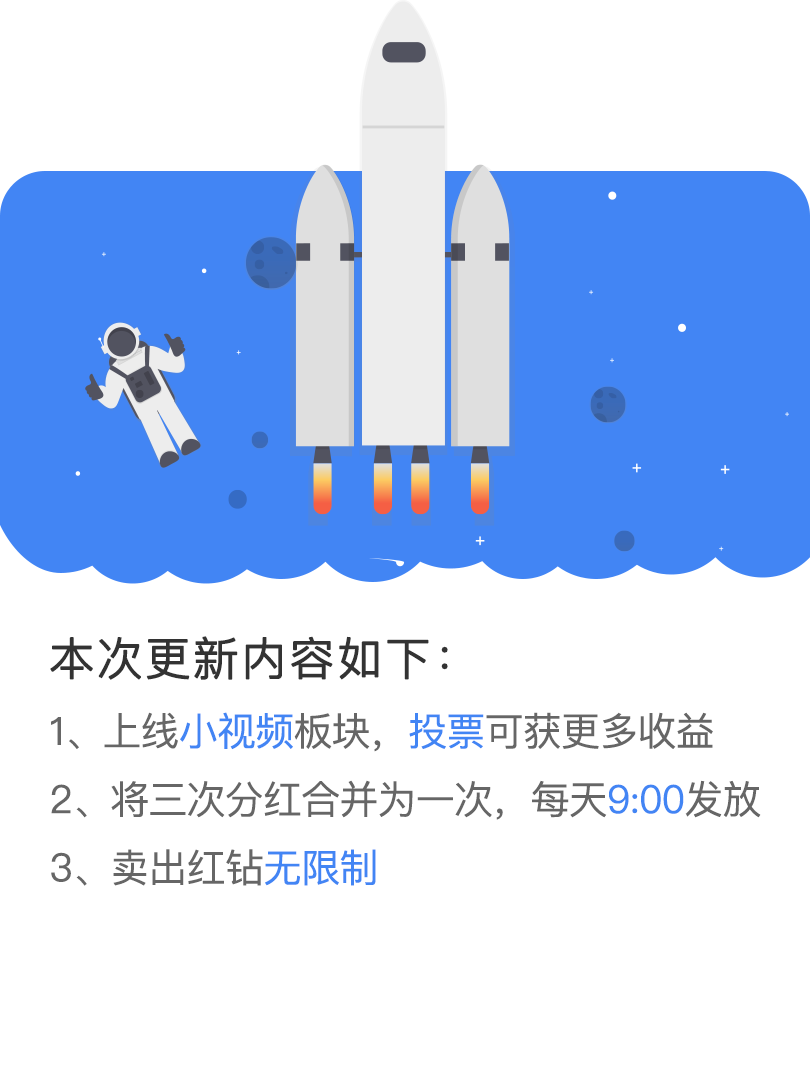 本次更新内容如下：
1、上线小视频板块，投票可获更多收益
2、将三次分红合并为一次，每天9:00发放
3、卖出红钻无限制